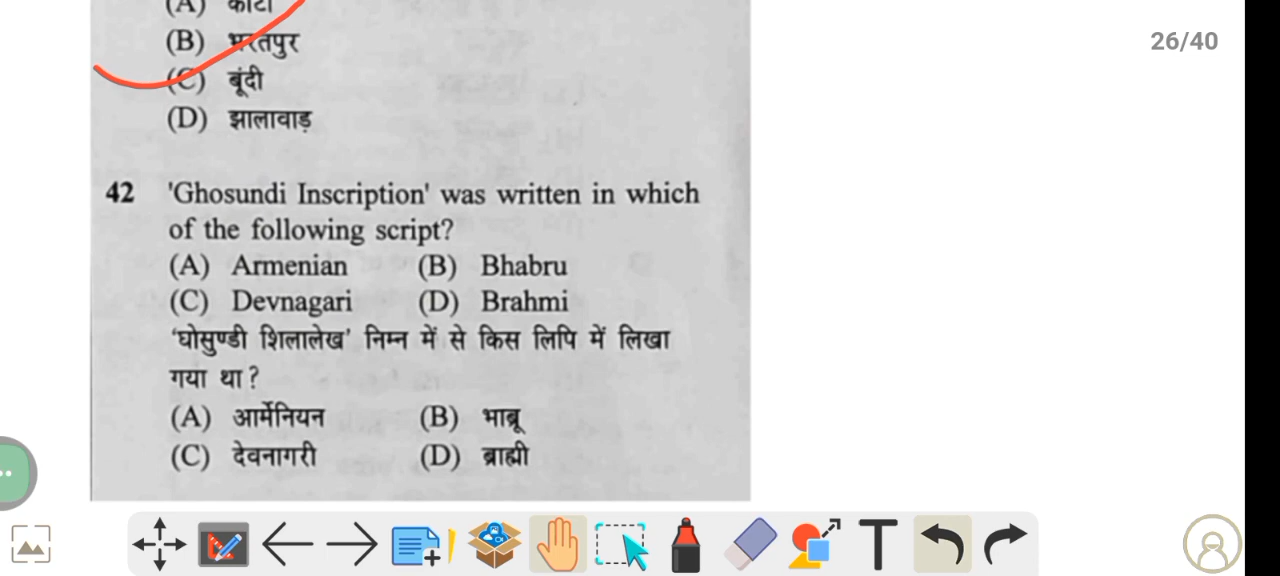 (A) कोटा
26/40
(B) भरतपुर
(C) बूंदी
(D) झालावाड़
42 'Ghosundi Inscription' was written in which
of the following script?
(A) Armenian (B) Bhabru
(C) Devnagari (D) Brahmi
‘घोसुण्डी शिलालेख’ निम्न में से किस लिपि में लिखा
गया था ?
(A) आर्मेनियन (B) भाब्रू
(C) देवनागरी (D) ब्राह्मी
T